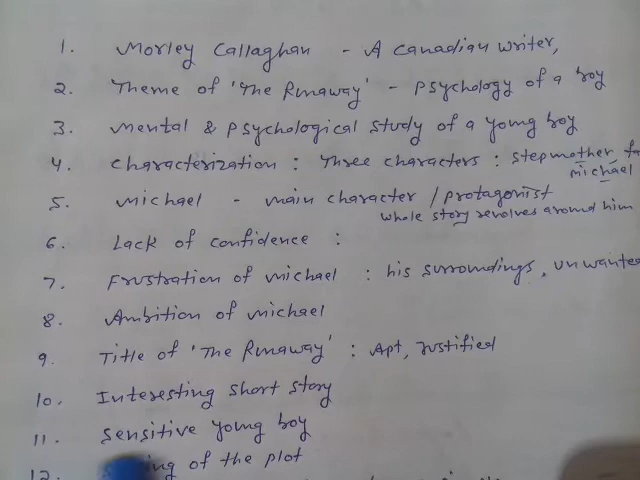 1. Morley Callaghan - A Canadian writer,
2. Theme of 'The Runaway' - Psychology of a boy
3. Mental & Psychological study of a young boy
4. Characterization : Three characters : stepmother,
michael
5. Michael - main character / protagonist
whole story revolves around him
6. Lack of confidence :
7. Frustration of michael : his surroundings, unwanted
8. Ambition of michael
9. Title of 'The Runaway' : Apt, Justified
10. Interesting short story
11. Sensitive young boy
12. of the plot